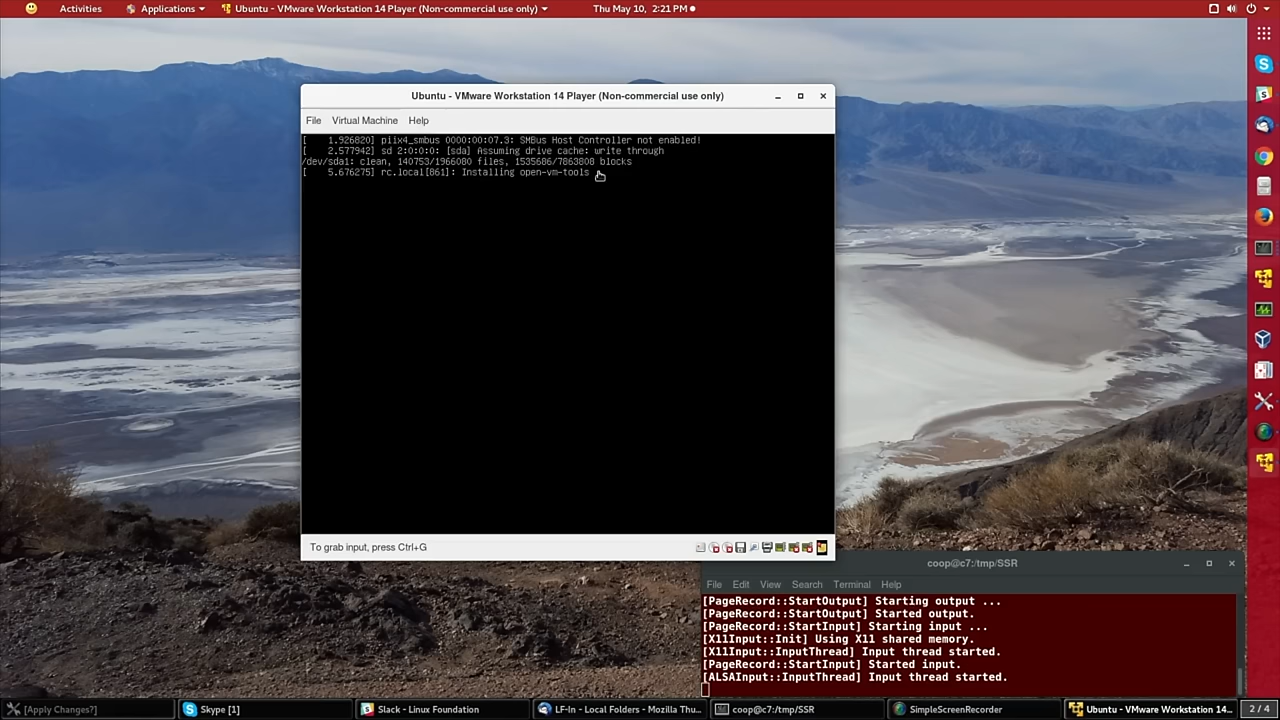 Activities Applications Ubuntu - VMware Workstation 14 Player (Non-commercial use only) Thu May 10, 2:21 PM
Ubuntu - VMware Workstation 14 Player (Non-commercial use only)
File Virtual Machine Help
[    1.926820] piix4_smbus 0000:00:07.3: SMBus Host Controller not enabled!
[    2.577942] sd 2:0:0:0: [sda] Assuming drive cache: write through
/dev/sda1: clean, 140753/1966080 files, 1535686/7863808 blocks
[    5.676275] rc.local[861]: Installing open-vm-tools
To grab input, press Ctrl+G
coop@c7:/tmp/SSR
File Edit View Search Terminal Help
[PageRecord::StartOutput] Starting output ...
[PageRecord::StartOutput] Started output.
[PageRecord::StartInput] Starting input ...
[X11Input::Init] Using X11 shared memory.
[X11Input::InputThread] Input thread started.
[PageRecord::StartInput] Started input.
[ALSAInput::InputThread] Input thread started.
[Apply Changes?] Skype [1] Slack - Linux Foundation LF-In - Local Folders - Mozilla Thu... coop@c7:/tmp/SSR SimpleScreenRecorder Ubuntu - VMware Workstation 14... 2 / 4